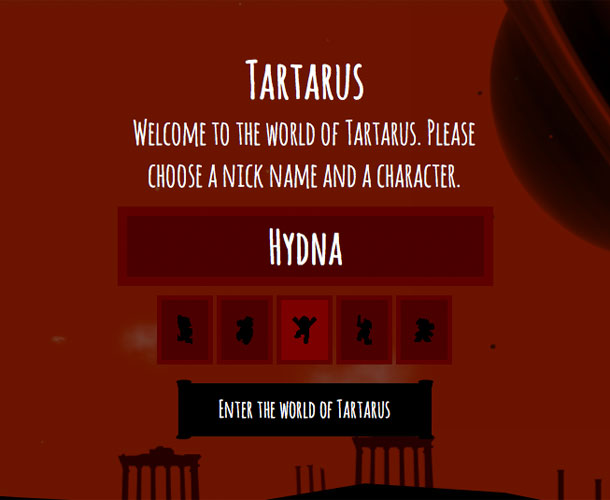 Tartarus
Welcome to the world of Tartarus. Please
choose a nick name and a character.
Hydna
Enter the world of Tartarus